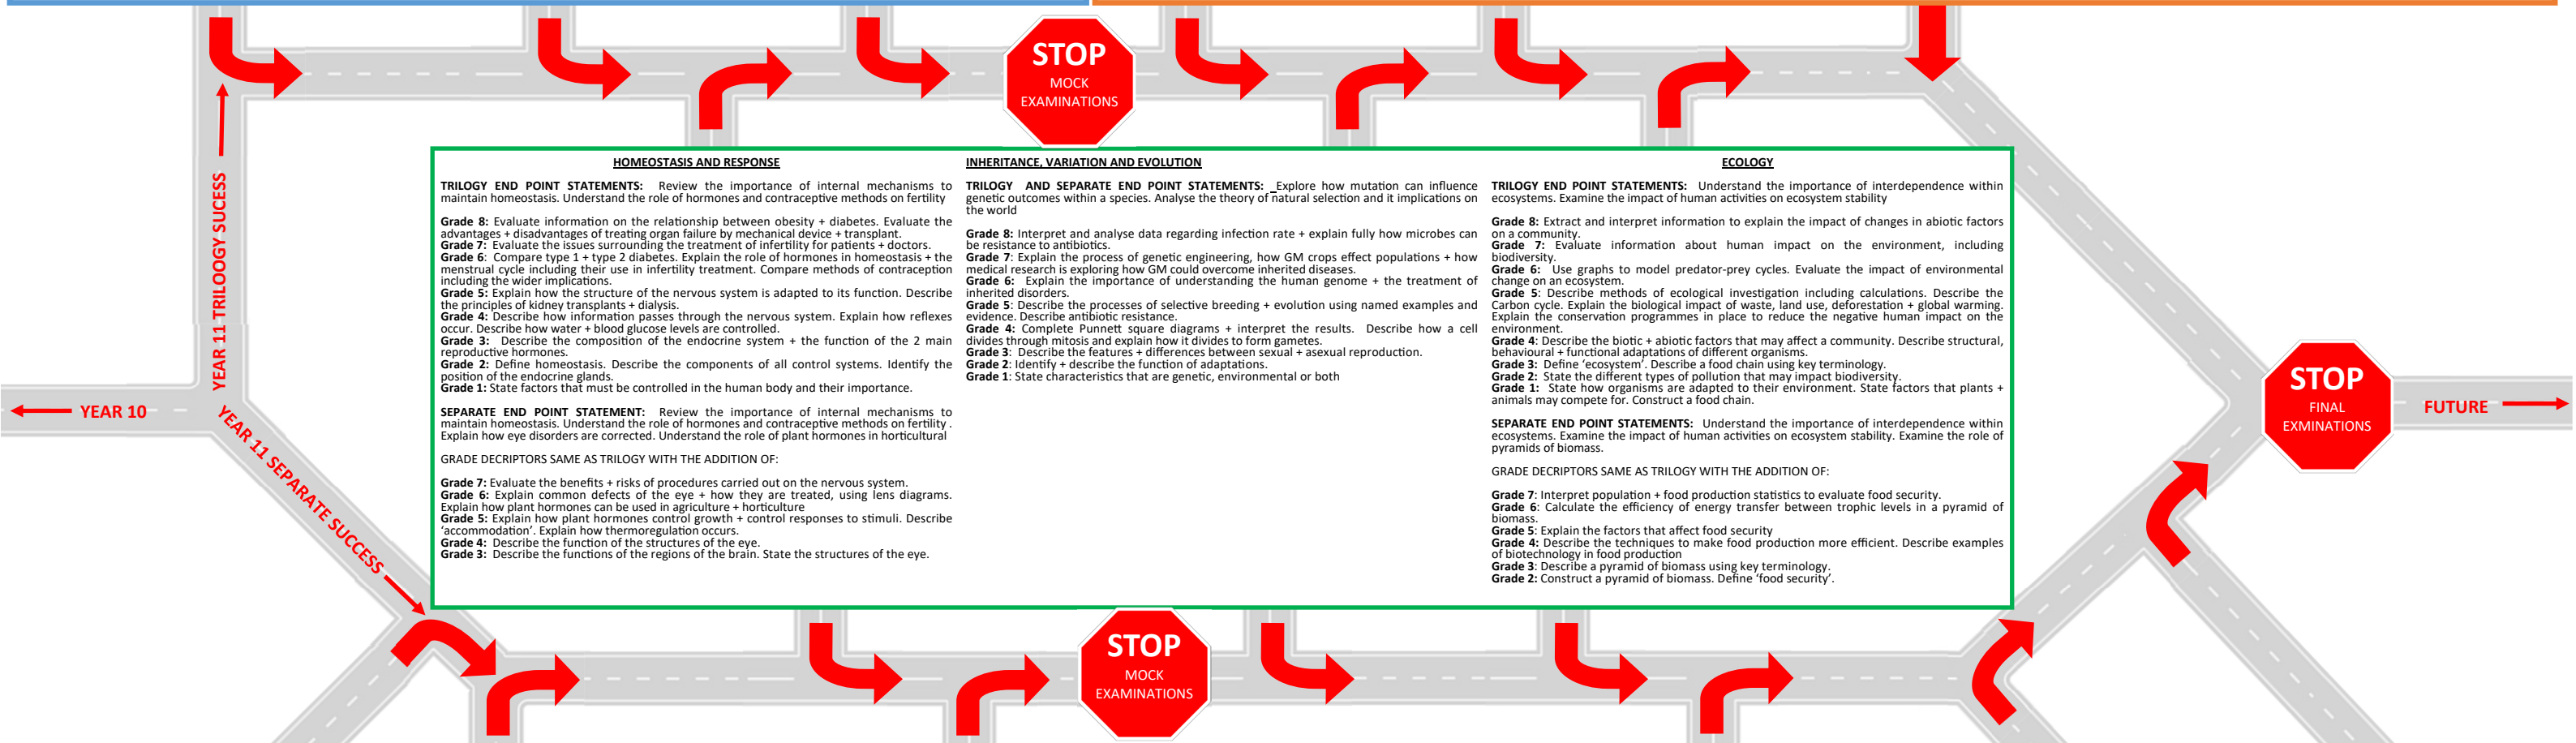 STOP
MOCK
EXAMINATIONS
YEAR 11 TRILOOGY SUCESS
YEAR 10
YEAR 11 SEPARATE SUCCESS
HOMEOSTASIS AND RESPONSE
TRILOGY END POINT STATEMENTS: Review the importance of internal mechanisms to
maintain homeostasis. Understand the role of hormones and contraceptive methods on fertility
Grade 8: Evaluate information on the relationship between obesity + diabetes. Evaluate the
advantages + disadvantages of treating organ failure by mechanical device + transplant.
Grade 7: Evaluate the issues surrounding the treatment of infertility for patients + doctors.
Grade 6: Compare type 1 + type 2 diabetes. Explain the role of hormones in homeostasis + the
menstrual cycle including their use in infertility treatment. Compare methods of contraception
including the wider implications.
Grade 5: Explain how the structure of the nervous system is adapted to its function. Describe
the principles of kidney transplants + dialysis.
Grade 4: Describe how information passes through the nervous system. Explain how reflexes
occur. Describe how water + blood glucose levels are controlled.
Grade 3: Describe the composition of the endocrine system + the function of the 2 main
reproductive hormones.
Grade 2: Define homeostasis. Describe the components of all control systems. Identify the
position of the endocrine glands.
Grade 1: State factors that must be controlled in the human body and their importance.
SEPARATE END POINT STATEMENT: Review the importance of internal mechanisms to
maintain homeostasis. Understand the role of hormones and contraceptive methods on fertility .
Explain how eye disorders are corrected. Understand the role of plant hormones in horticultural
GRADE DECRIPTORS SAME AS TRILOGY WITH THE ADDITION OF:
Grade 7: Evaluate the benefits + risks of procedures carried out on the nervous system.
Grade 6: Explain common defects of the eye + how they are treated, using lens diagrams.
Explain how plant hormones can be used in agriculture + horticulture
Grade 5: Explain how plant hormones control growth + control responses to stimuli. Describe
‘accommodation’. Explain how thermoregulation occurs.
Grade 4: Describe the function of the structures of the eye.
Grade 3: Describe the functions of the regions of the brain. State the structures of the eye.
INHERITANCE, VARIATION AND EVOLUTION
TRILOGY AND SEPARATE END POINT STATEMENTS: _Explore how mutation can influence
genetic outcomes within a species. Analyse the theory of natural selection and it implications on
the world
Grade 8: Interpret and analyse data regarding infection rate + explain fully how microbes can
be resistance to antibiotics.
Grade 7: Explain the process of genetic engineering, how GM crops effect populations + how
medical research is exploring how GM could overcome inherited diseases.
Grade 6: Explain the importance of understanding the human genome + the treatment of
inherited disorders.
Grade 5: Describe the processes of selective breeding + evolution using named examples and
evidence. Describe antibiotic resistance.
Grade 4: Complete Punnett square diagrams + interpret the results. Describe how a cell
divides through mitosis and explain how it divides to form gametes.
Grade 3: Describe the features + differences between sexual + asexual reproduction.
Grade 2: Identify + describe the function of adaptations.
Grade 1: State characteristics that are genetic, environmental or both
ECOLOGY
TRILOGY END POINT STATEMENTS: Understand the importance of interdependence within
ecosystems. Examine the impact of human activities on ecosystem stability
Grade 8: Extract and interpret information to explain the impact of changes in abiotic factors
on a community.
Grade 7: Evaluate information about human impact on the environment, including
biodiversity.
Grade 6: Use graphs to model predator-prey cycles. Evaluate the impact of environmental
change on an ecosystem.
Grade 5: Describe methods of ecological investigation including calculations. Describe the
Carbon cycle. Explain the biological impact of waste, land use, deforestation + global warming.
Explain the conservation programmes in place to reduce the negative human impact on the
environment.
Grade 4: Describe the biotic + abiotic factors that may affect a community. Describe structural,
behavioural + functional adaptations of different organisms.
Grade 3: Define ‘ecosystem’. Describe a food chain using key terminology.
Grade 2: State the different types of pollution that may impact biodiversity.
Grade 1: State how organisms are adapted to their environment. State factors that plants +
animals may compete for. Construct a food chain.
SEPARATE END POINT STATEMENTS: Understand the importance of interdependence within
ecosystems. Examine the impact of human activities on ecosystem stability. Examine the role of
pyramids of biomass.
GRADE DECRIPTORS SAME AS TRILOGY WITH THE ADDITION OF:
Grade 7: Interpret population + food production statistics to evaluate food security.
Grade 6: Calculate the efficiency of energy transfer between trophic levels in a pyramid of
biomass.
Grade 5: Explain the factors that affect food security
Grade 4: Describe the techniques to make food production more efficient. Describe examples
of biotechnology in food production
Grade 3: Describe a pyramid of biomass using key terminology.
Grade 2: Construct a pyramid of biomass. Define ‘food security’.
STOP
FINAL
EXMINATIONS
FUTURE
STOP
MOCK
EXAMINATIONS